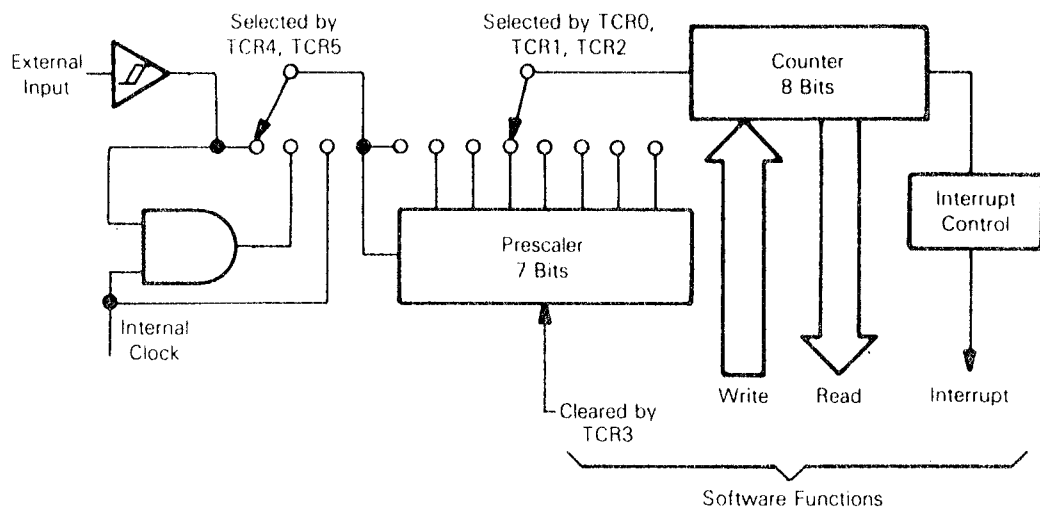 Selected by
TCR4, TCR5
Selected by TCR0,
TCR1, TCR2
External
Input
Counter
8 Bits
Interrupt
Control
Prescaler
7 Bits
Internal
Clock
Write
Read
Interrupt
Cleared by
TCR3
Software Functions